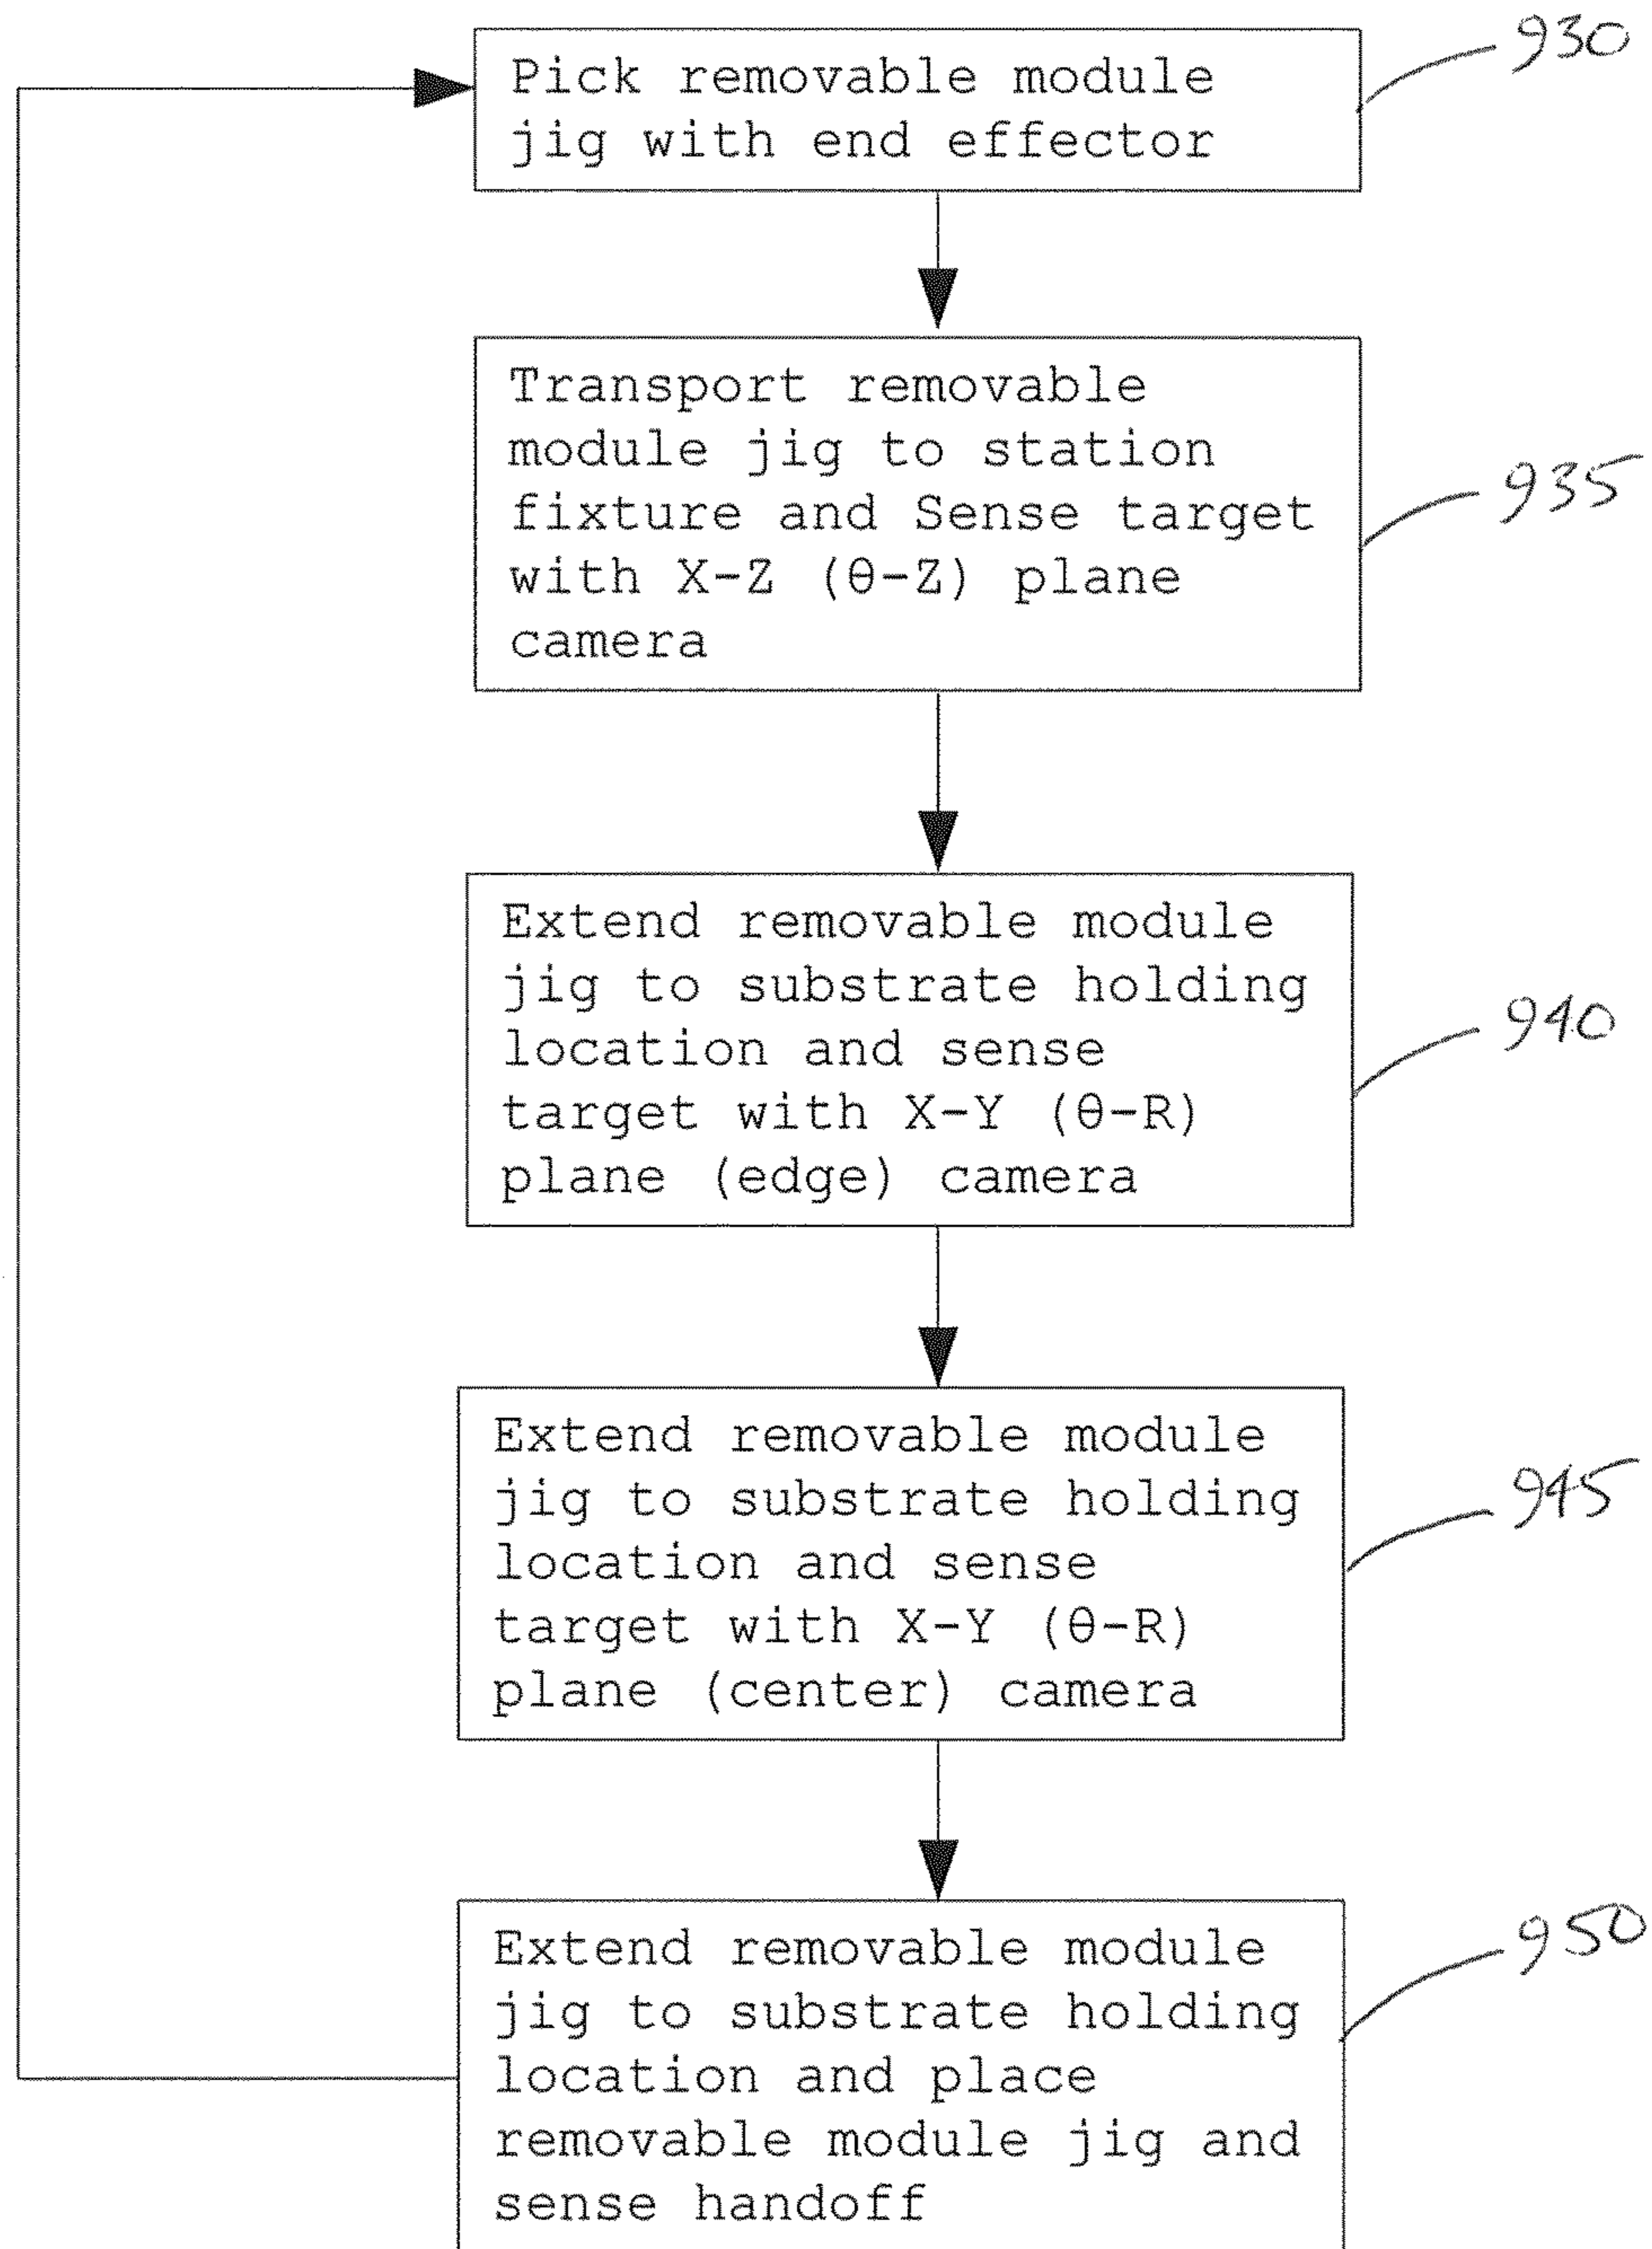 Pick removable module
jig with end effector
930
Transport removable
module jig to station
fixture and Sense target
with X-Z (θ-Z) plane
camera
935
Extend removable module
jig to substrate holding
location and sense
target with X-Y (θ-R)
plane (edge) camera
940
Extend removable module
jig to substrate holding
location and sense
target with X-Y (θ-R)
plane (center) camera
945
Extend removable module
jig to substrate holding
location and place
removable module jig and
sense handoff
950